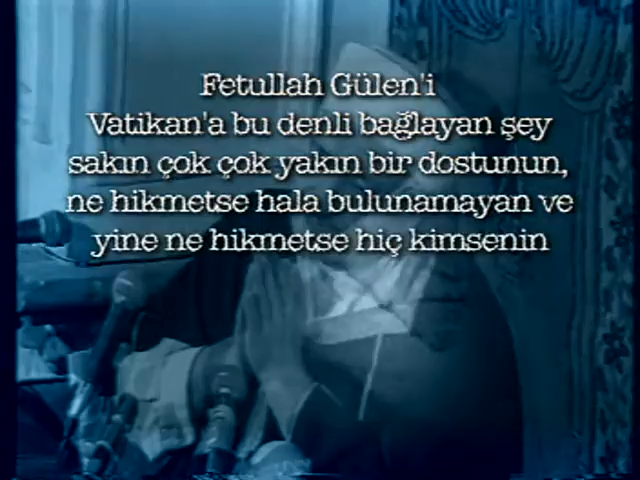 Fetullah Gülen'i
Vatikan'a bu denli bağlayan şey
sakın çok çok yakın bir dostunun,
ne hikmetse hala bulunamayan ve
yine ne hikmetse hiç kimsenin